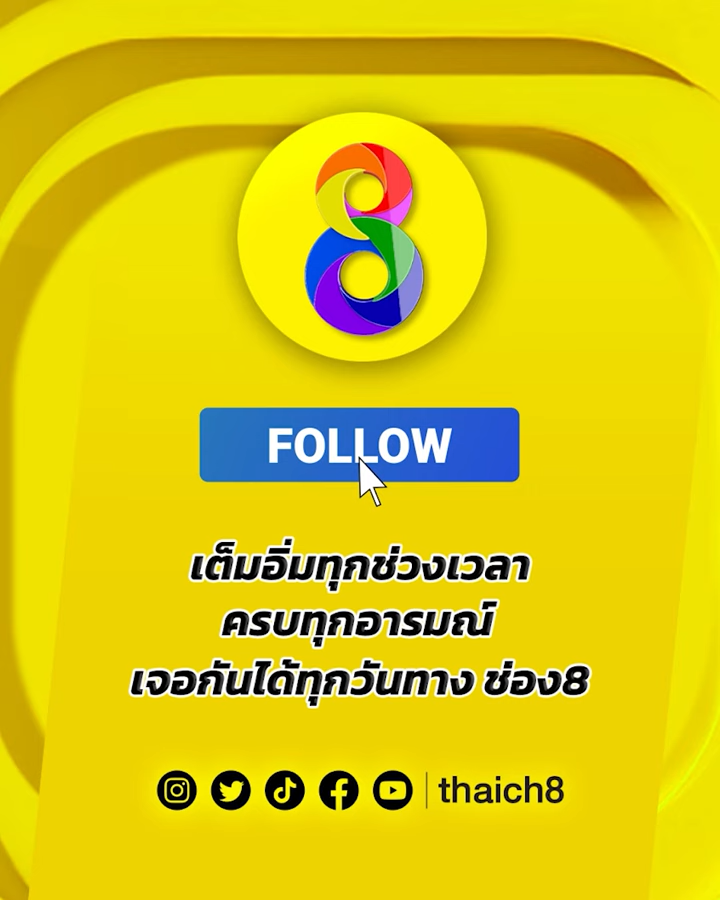 8
FOLLOW
เต็มอิ่มทุกช่วงเวลา
ครบทุกอารมณ์
เจอกันได้ทุกวันทาง ช่อง8
thaich8